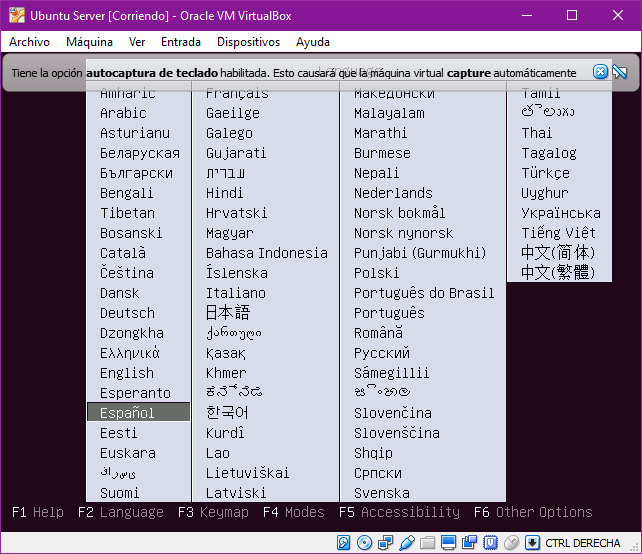 Ubuntu Server [Corriendo] - Oracle VM VirtualBox
Archivo Máquina Ver Entrada Dispositivos Ayuda
Tiene la opción autocaptura de teclado habilitada. Esto causará que la máquina virtual capture automáticamente
Language
Amharic
Arabic
Asturianu
Беларуская
Български
Bengali
Tibetan
Bosanski
Català
Čeština
Dansk
Deutsch
Dzongkha
Ελληνικά
English
Esperanto
Español
Eesti
Euskara
ﻓﺎﺭﺳﯽ
Suomi
Français
Gaeilge
Galego
Gujarati
עברית
Hindi
Hrvatski
Magyar
Bahasa Indonesia
Íslenska
Italiano
日本語
ქართული
Қазақ
Khmer
ಕನ್ನಡ
한국어
Kurdî
Lao
Lietuviškai
Latviski
Македонски
Malayalam
Marathi
Burmese
Nepali
Nederlands
Norsk bokmål
Norsk nynorsk
Punjabi (Gurmukhi)
Polski
Português do Brasil
Português
Română
Русский
Sámegillii
සිංහල
Slovenčina
Slovenščina
Shqip
Српски
Svenska
Tamil
తెలుగు
Thai
Tagalog
Türkçe
Uyghur
Українська
Tiếng Việt
中文(简体)
中文(繁體)
F1 Help F2 Language F3 Keymap F4 Modes F5 Accessibility F6 Other Options
CTRL DERECHA